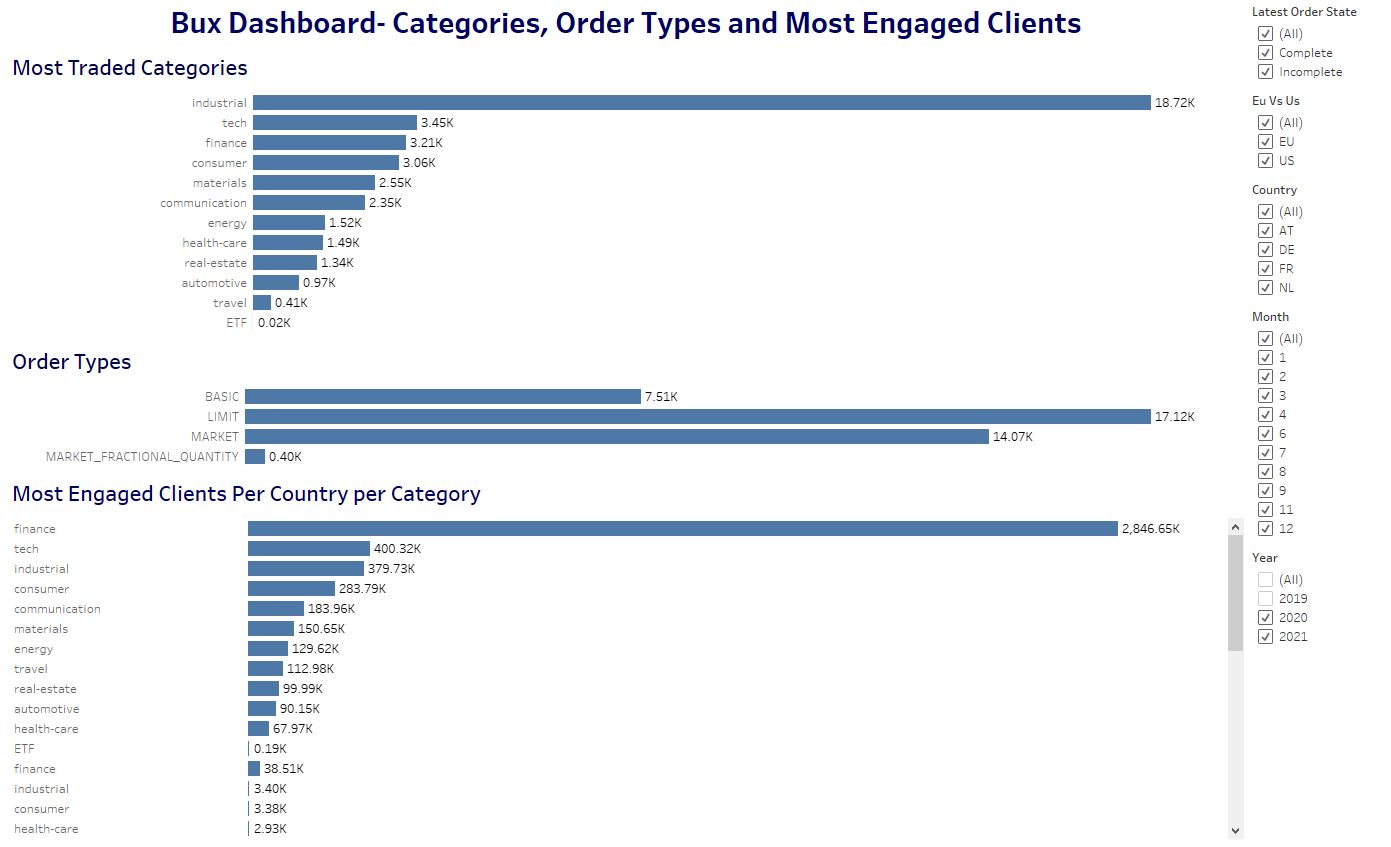 Bux Dashboard- Categories, Order Types and Most Engaged Clients
Most Traded Categories
industrial 18.72K
tech 3.45K
finance 3.21K
consumer 3.06K
materials 2.55K
communication 2.35K
energy 1.52K
health-care 1.49K
real-estate 1.34K
automotive 0.97K
travel 0.41K
ETF 0.02K
Order Types
BASIC 7.51K
LIMIT 17.12K
MARKET 14.07K
MARKET_FRACTIONAL_QUANTITY 0.40K
Most Engaged Clients Per Country per Category
finance 2,846.65K
tech 400.32K
industrial 379.73K
consumer 283.79K
communication 183.96K
materials 150.65K
energy 129.62K
travel 112.98K
real-estate 99.99K
automotive 90.15K
health-care 67.97K
ETF 0.19K
finance 38.51K
industrial 3.40K
consumer 3.38K
health-care 2.93K
Latest Order State
(All)
Complete
Incomplete
Eu Vs Us
(All)
EU
US
Country
(All)
AT
DE
FR
NL
Month
(All)
1
2
3
4
6
7
8
9
11
12
Year
(All)
2019
2020
2021